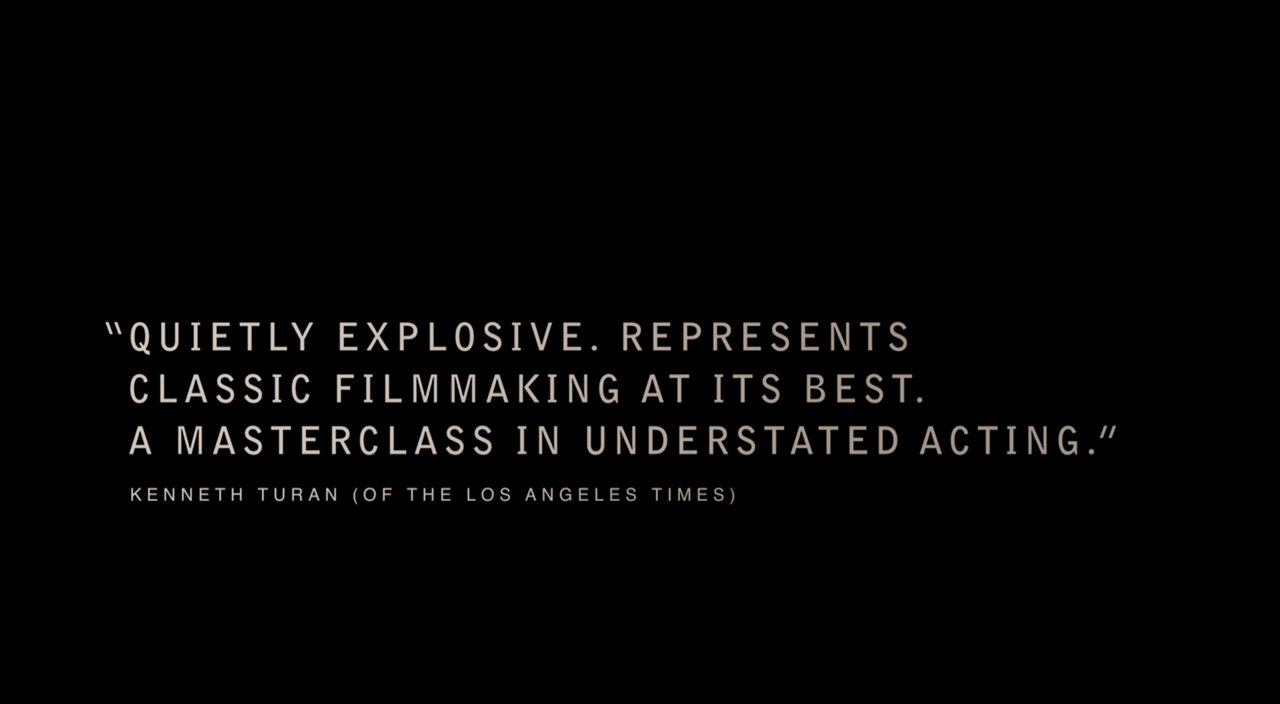 “QUIETLY EXPLOSIVE. REPRESENTS
CLASSIC FILMMAKING AT ITS BEST.
A MASTERCLASS IN UNDERSTATED ACTING.”
KENNETH TURAN (OF THE LOS ANGELES TIMES)